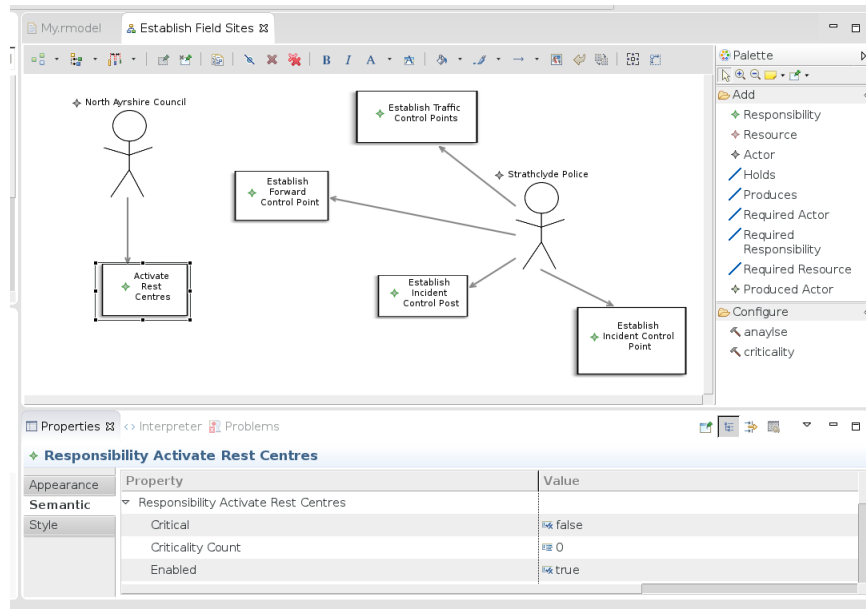 My.rmodel
Establish Field Sites
B I A
North Ayrshire Council
Establish Traffic
Control Points
Strathclyde Police
Establish
Forward
Control Point
Activate
Rest
Centres
Establish
Incident
Control Post
Establish
Incident Control
Point
Palette
Add
Responsibility
Resource
Actor
Holds
Produces
Required Actor
Required
Responsibility
Required Resource
Produced Actor
Configure
anaylse
criticality
Properties Interpreter Problems
Responsibility Activate Rest Centres
Appearance
Semantic
Style
Property Value
Responsibility Activate Rest Centres
Critical false
Criticality Count 0
Enabled true